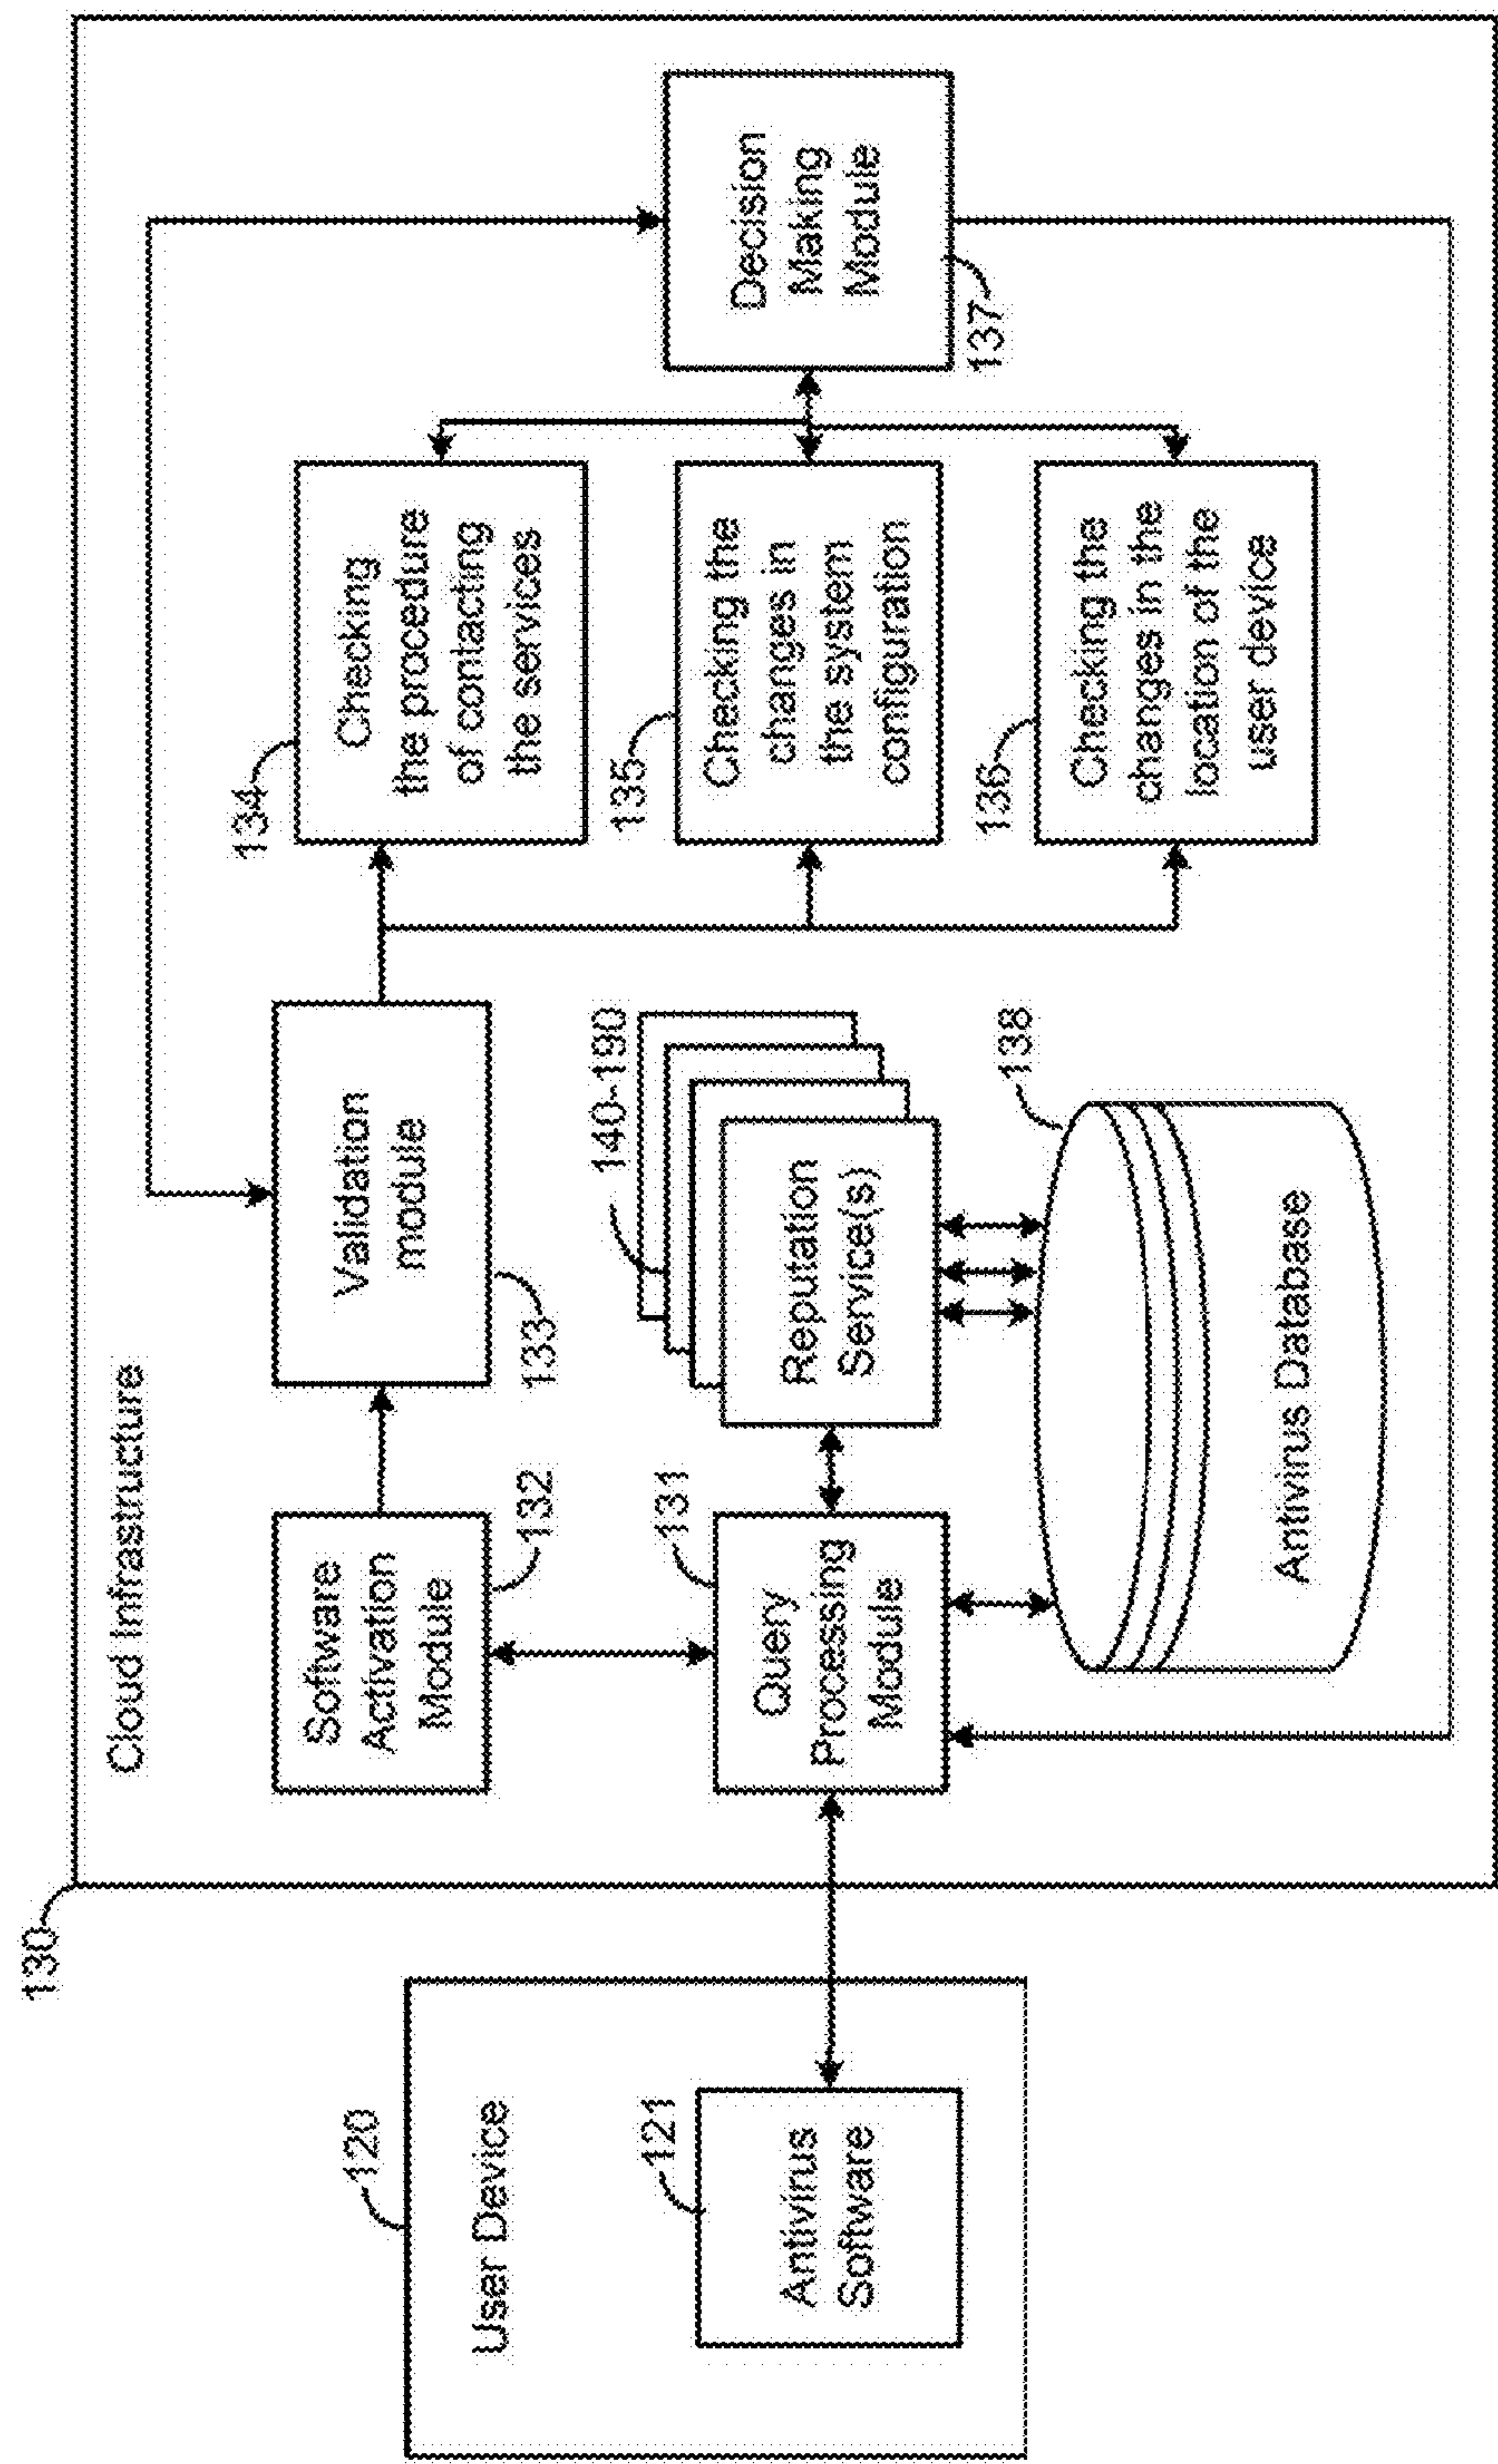 130
Cloud Infrastructure
120
User Device
121
Antivirus
Software
Software
Activation
Module
132
Validation
module
133
131
Query
Processing
Module
140-190
Reputation
Service(s)
138
Antivirus Database
134
Checking
the procedure
of contacting
the services
135
Checking the
changes in
the system
configuration
136
Checking the
changes in the
location of the
user device
Decision
Making
Module
137